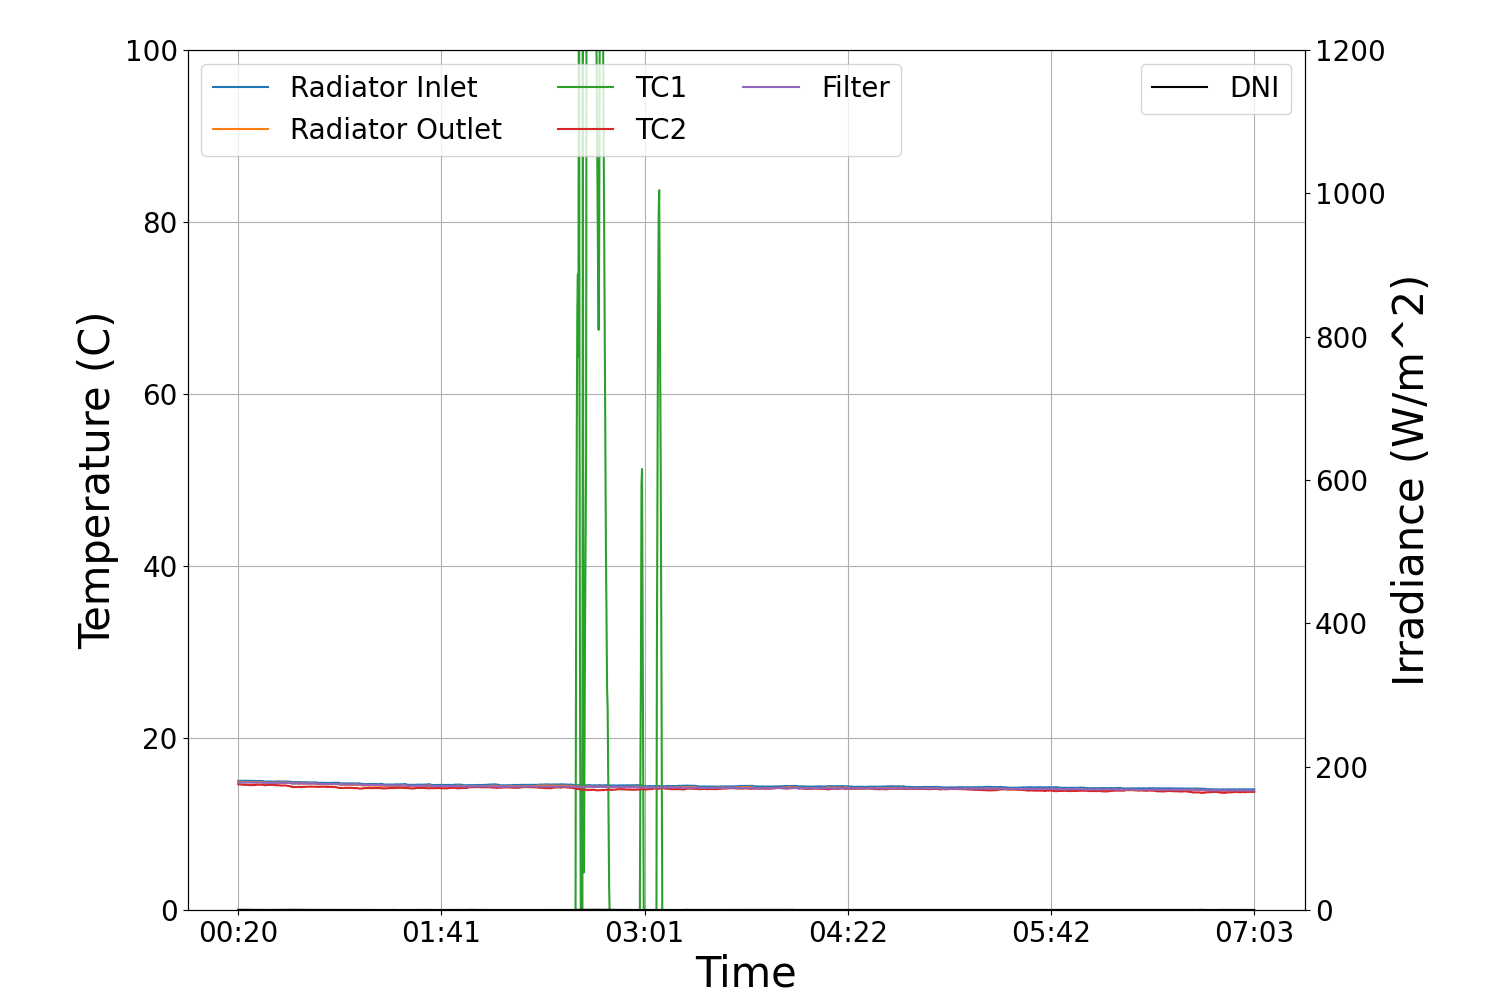 100
80
60
40
20
0
Temperature (C)
Radiator Inlet
Radiator Outlet
TC1
TC2
Filter
DNI
1200
1000
800
600
400
200
0
Irradiance (W/m^2)
00:20 01:41 03:01 04:22 05:42 07:03
Time